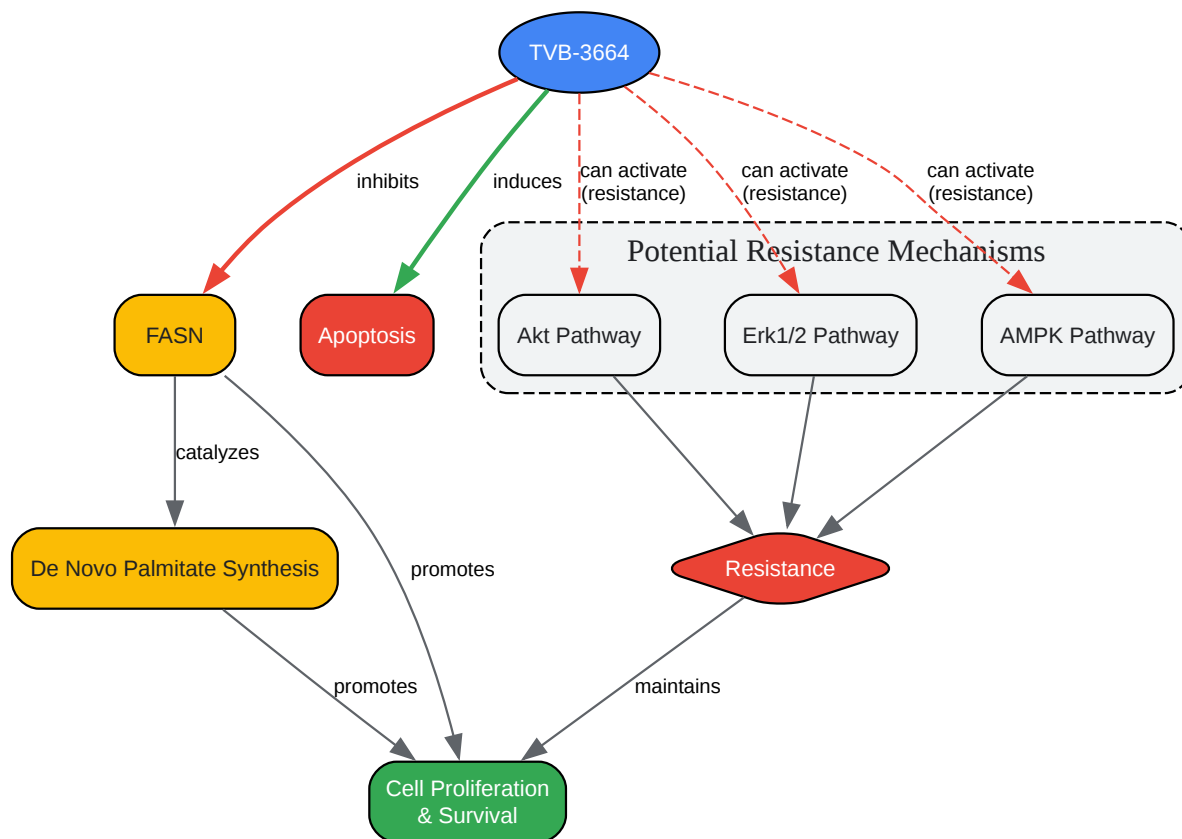 TVB-3664
inhibits
induces
can activate
(resistance)
can activate
(resistance)
can activate
(resistance)
Potential Resistance Mechanisms
FASN
Apoptosis
Akt Pathway
Erk1/2 Pathway
AMPK Pathway
catalyzes
De Novo Palmitate Synthesis
promotes
Resistance
promotes
maintains
Cell Proliferation
& Survival